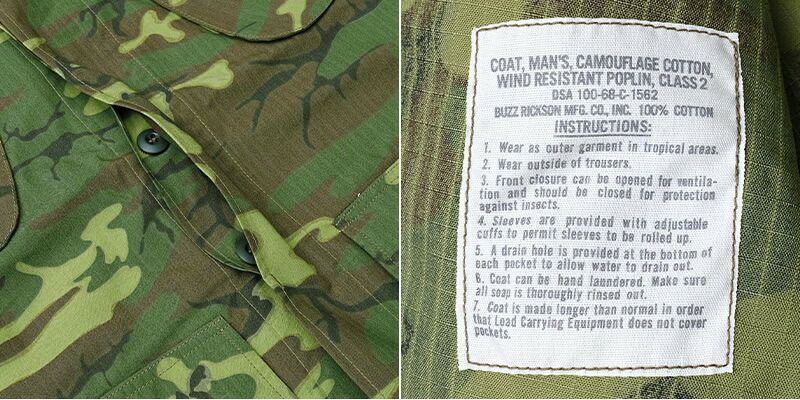 COAT, MAN'S, CAMOUFLAGE COTTON,
WIND RESISTANT POPLIN, CLASS 2
DSA 100-68-C-1562
BUZZ RICKSON MFG. CO., INC. 100% COTTON
INSTRUCTIONS:
1. Wear as outer garment in tropical areas.
2. Wear outside of trousers.
3. Front closure can be opened for ventila-
tion and should be closed for protection
against insects.
4. Sleeves are provided with adjustable
cuffs to permit sleeves to be rolled up.
5. A drain hole is provided at the bottom of
each pocket to allow water to drain out.
6. Coat can be hand laundered. Make sure
all soap is thoroughly rinsed out.
7. Coat is made longer than normal in order
that Load Carrying Equipment does not cover
pockets.